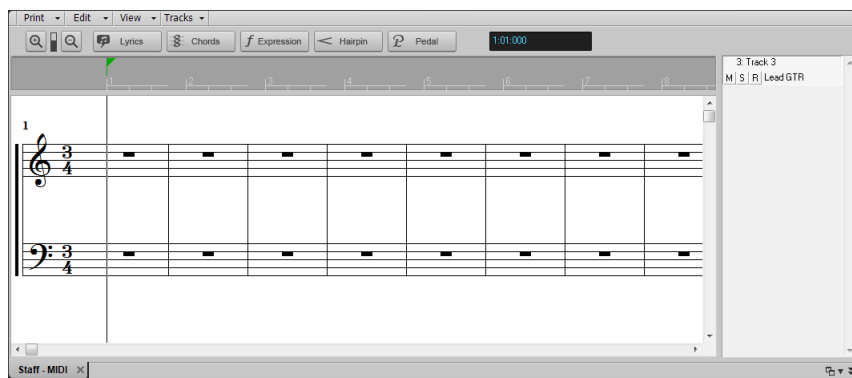 Print Edit View Tracks
Lyrics Chords f Expression Hairpin P Pedal 1:01:000
3: Track 3
M S R Lead GTR
1 2 3 4 5 6 7 8
1
3 4
3 4
Staff - MIDI